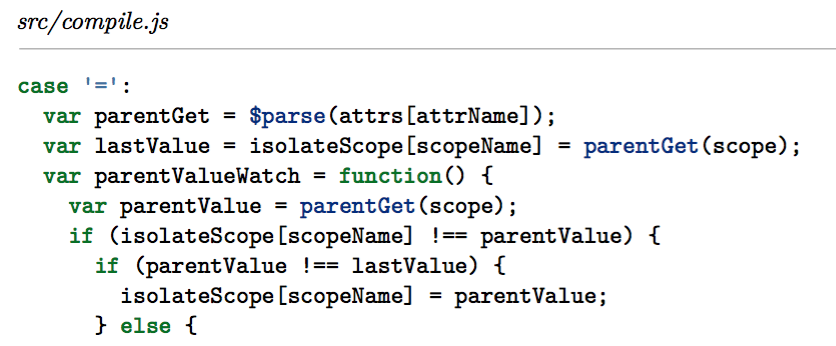 src/compile.js
case '=':
var parentGet = $parse(attrs[attrName]);
var lastValue = isolateScope[scopeName] = parentGet(scope);
var parentValueWatch = function() {
var parentValue = parentGet(scope);
if (isolateScope[scopeName] !== parentValue) {
if (parentValue !== lastValue) {
isolateScope[scopeName] = parentValue;
} else {